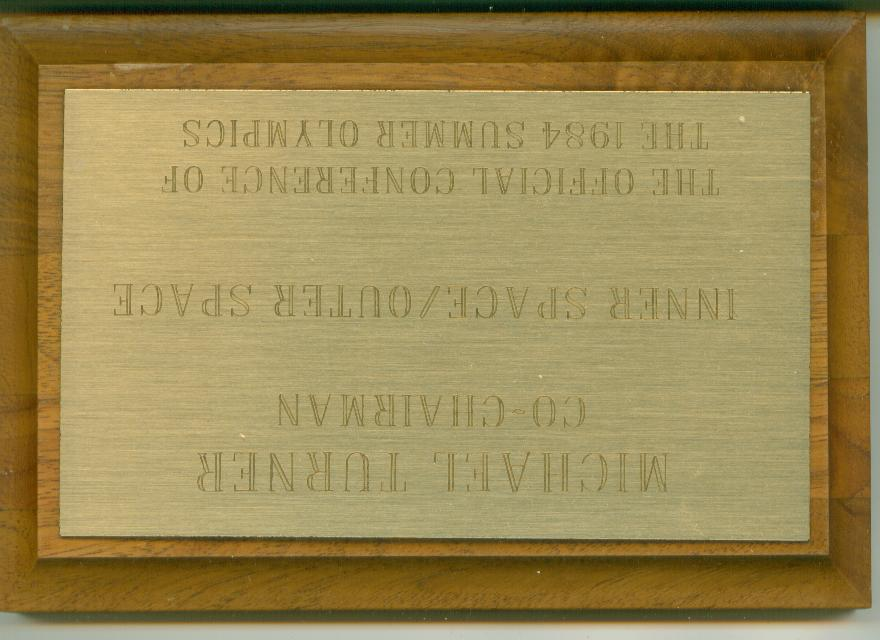 MICHAEL TURNER
CO-CHAIRMAN
INNER SPACE/OUTER SPACE
THE OFFICIAL CONFERENCE OF
THE 1984 SUMMER OLYMPICS